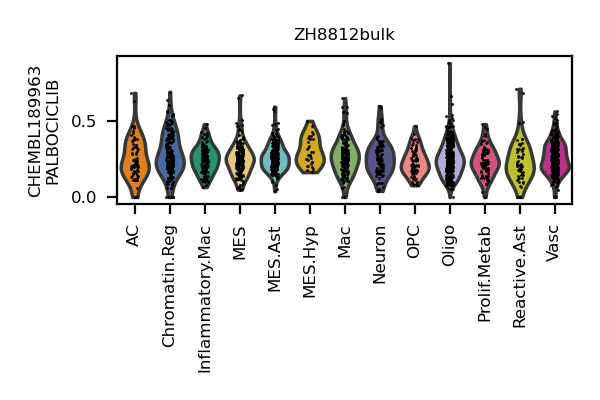 ZH8812bulk
CHEMBL189963
PALBOCICLIB
0.5
0.0
AC
Chromatin.Reg
Inflammatory.Mac
MES
MES.Ast
MES.Hyp
Mac
Neuron
OPC
Oligo
Prolif.Metab
Reactive.Ast
Vasc